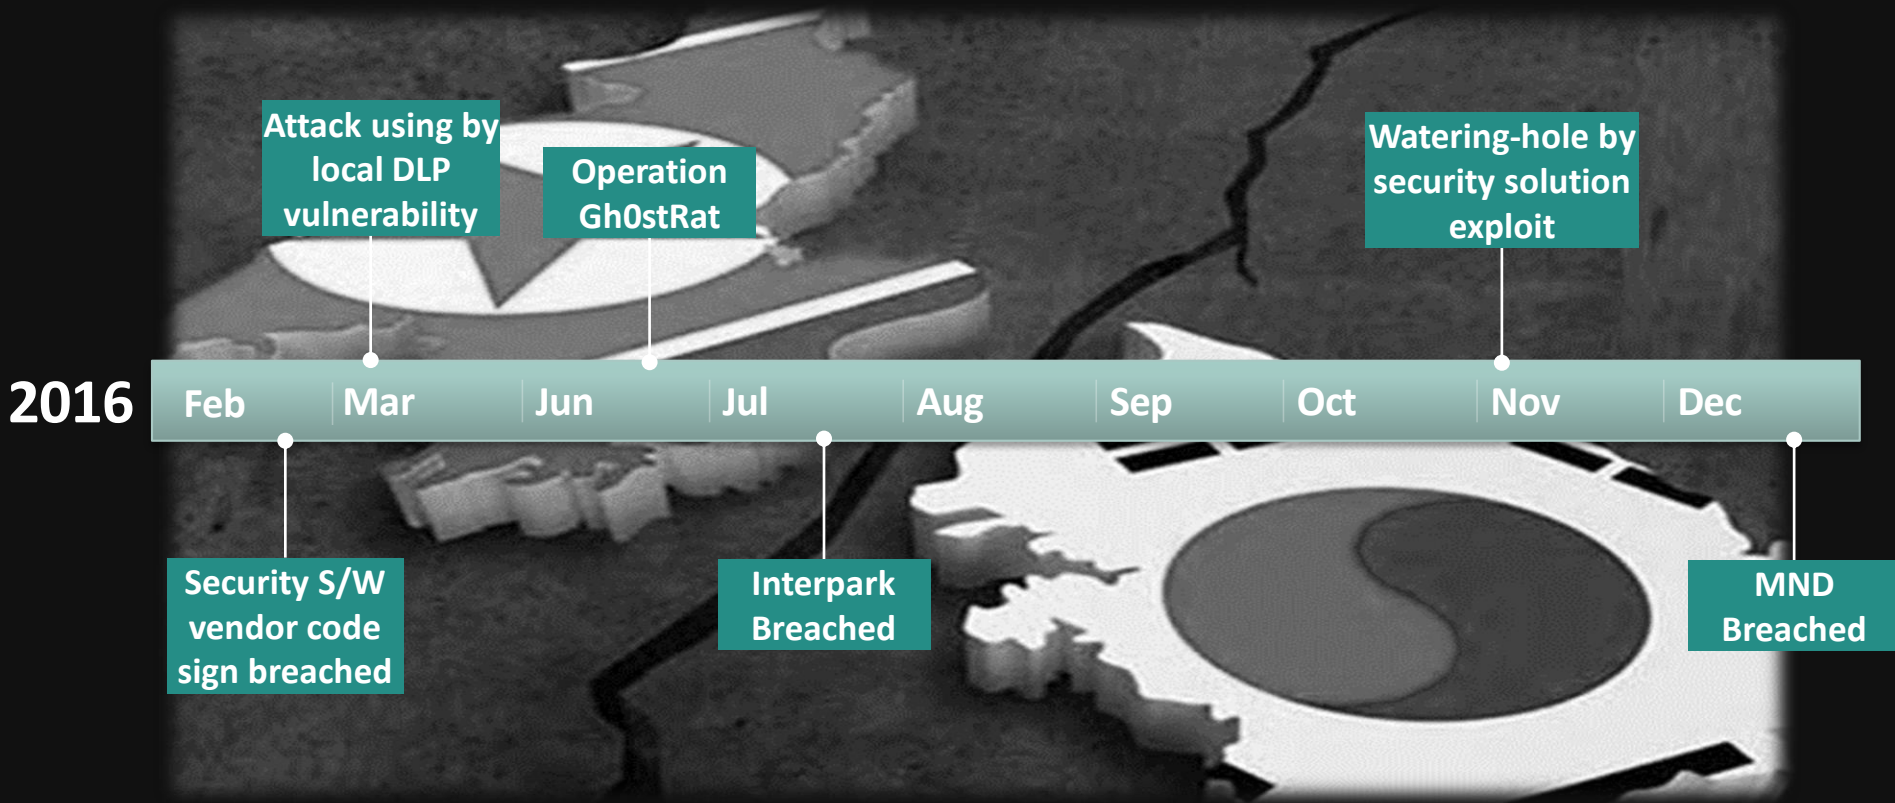 Attack using by
local DLP
vulnerability
Operation
Gh0stRat
Watering-hole by
security solution
exploit
2016
Feb
Mar
Jun
Jul
Aug
Sep
Oct
Nov
Dec
Security S/W
vendor code
sign breached
Interpark
Breached
MND
Breached